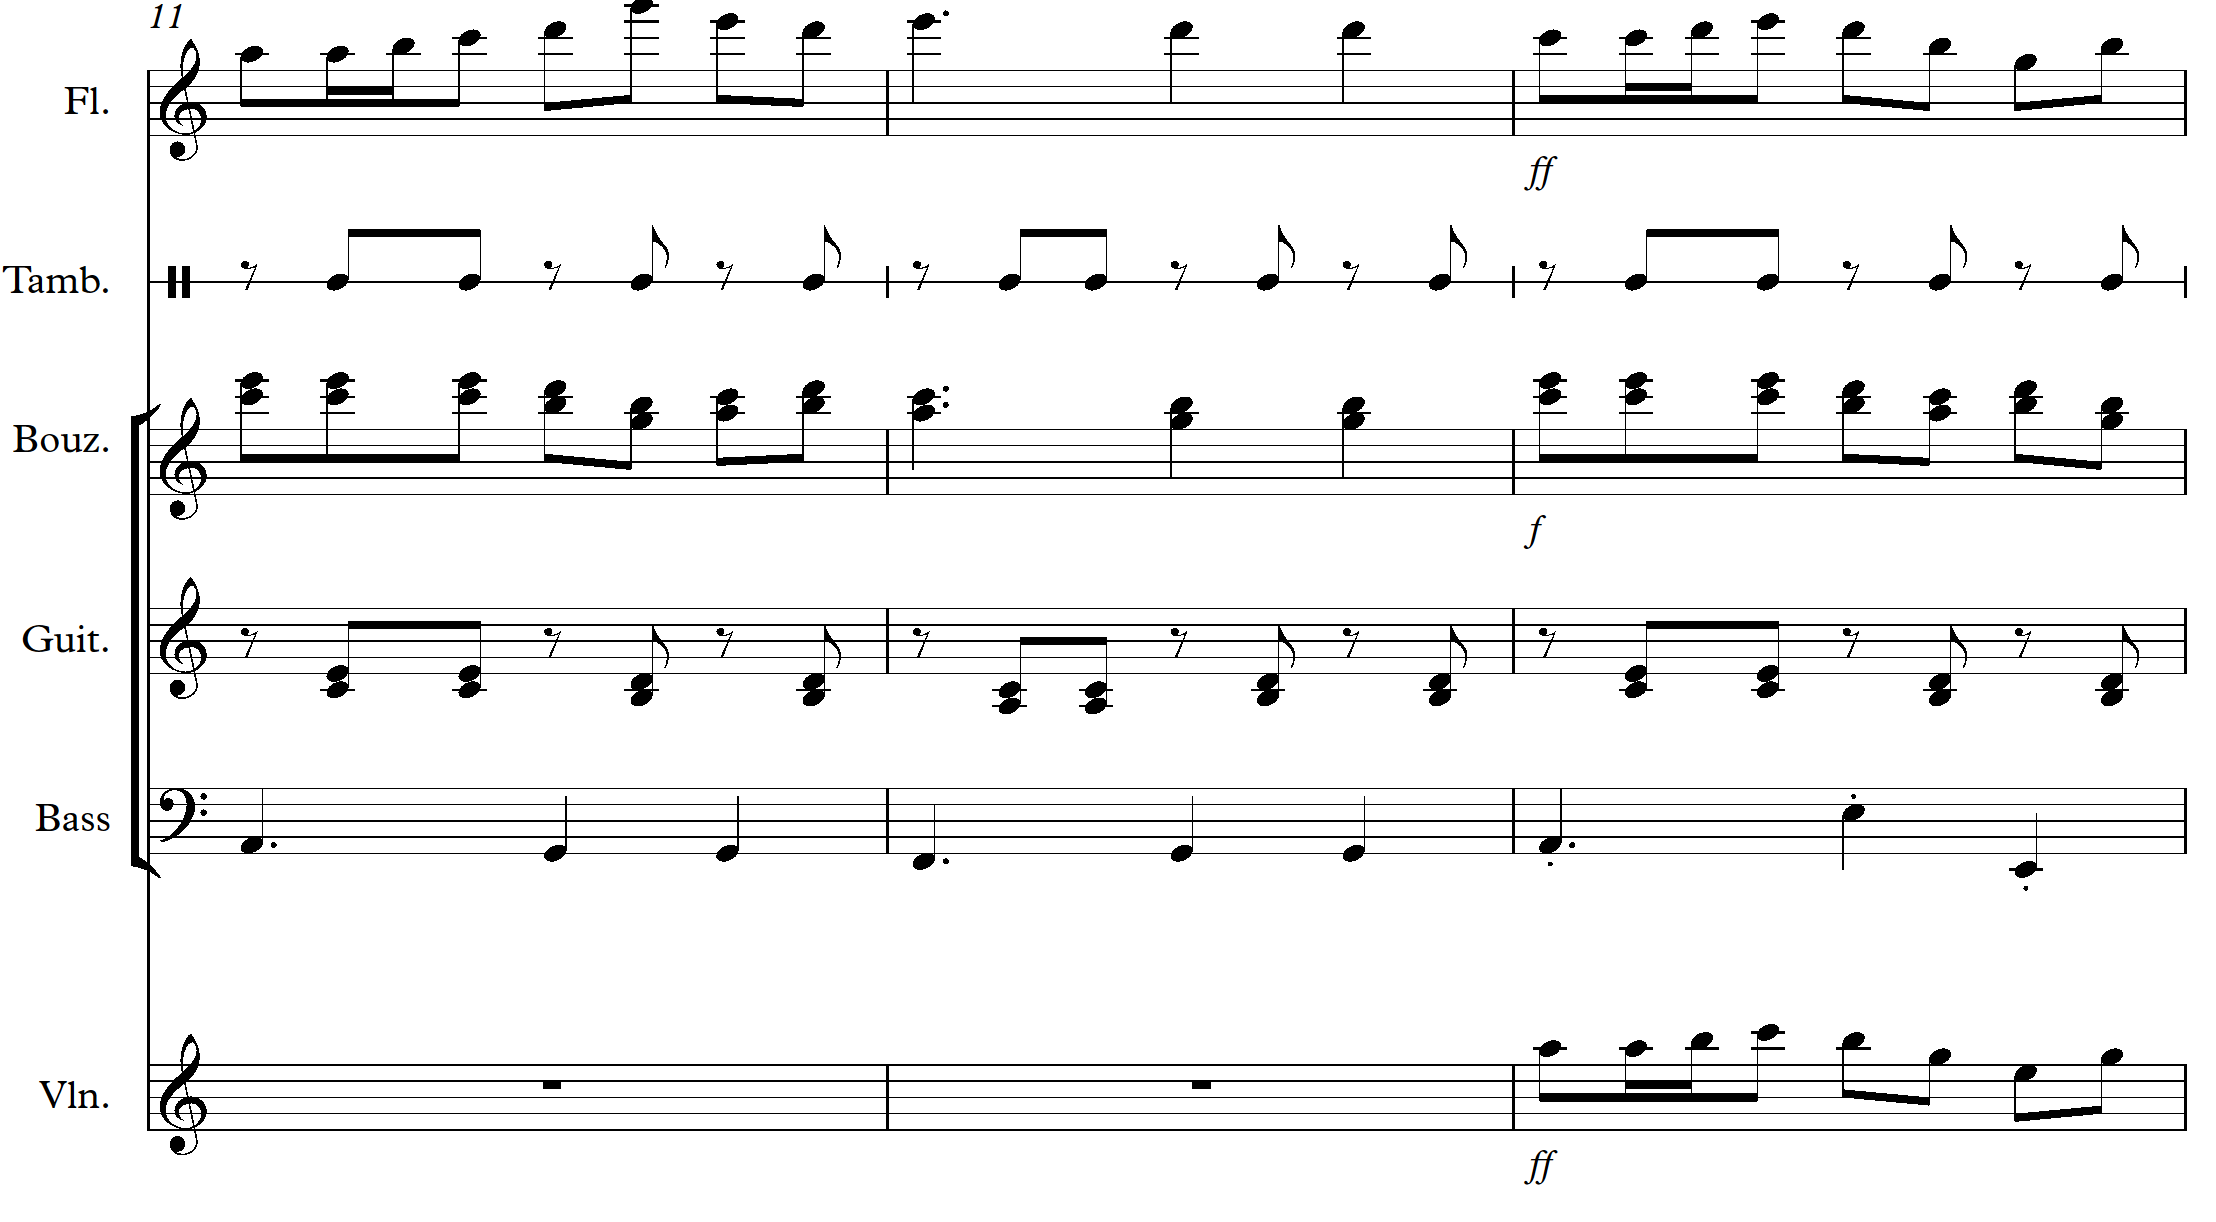 11
Fl.
ff
Tamb.
Bouz.
f
Guit.
Bass
Vln.
ff